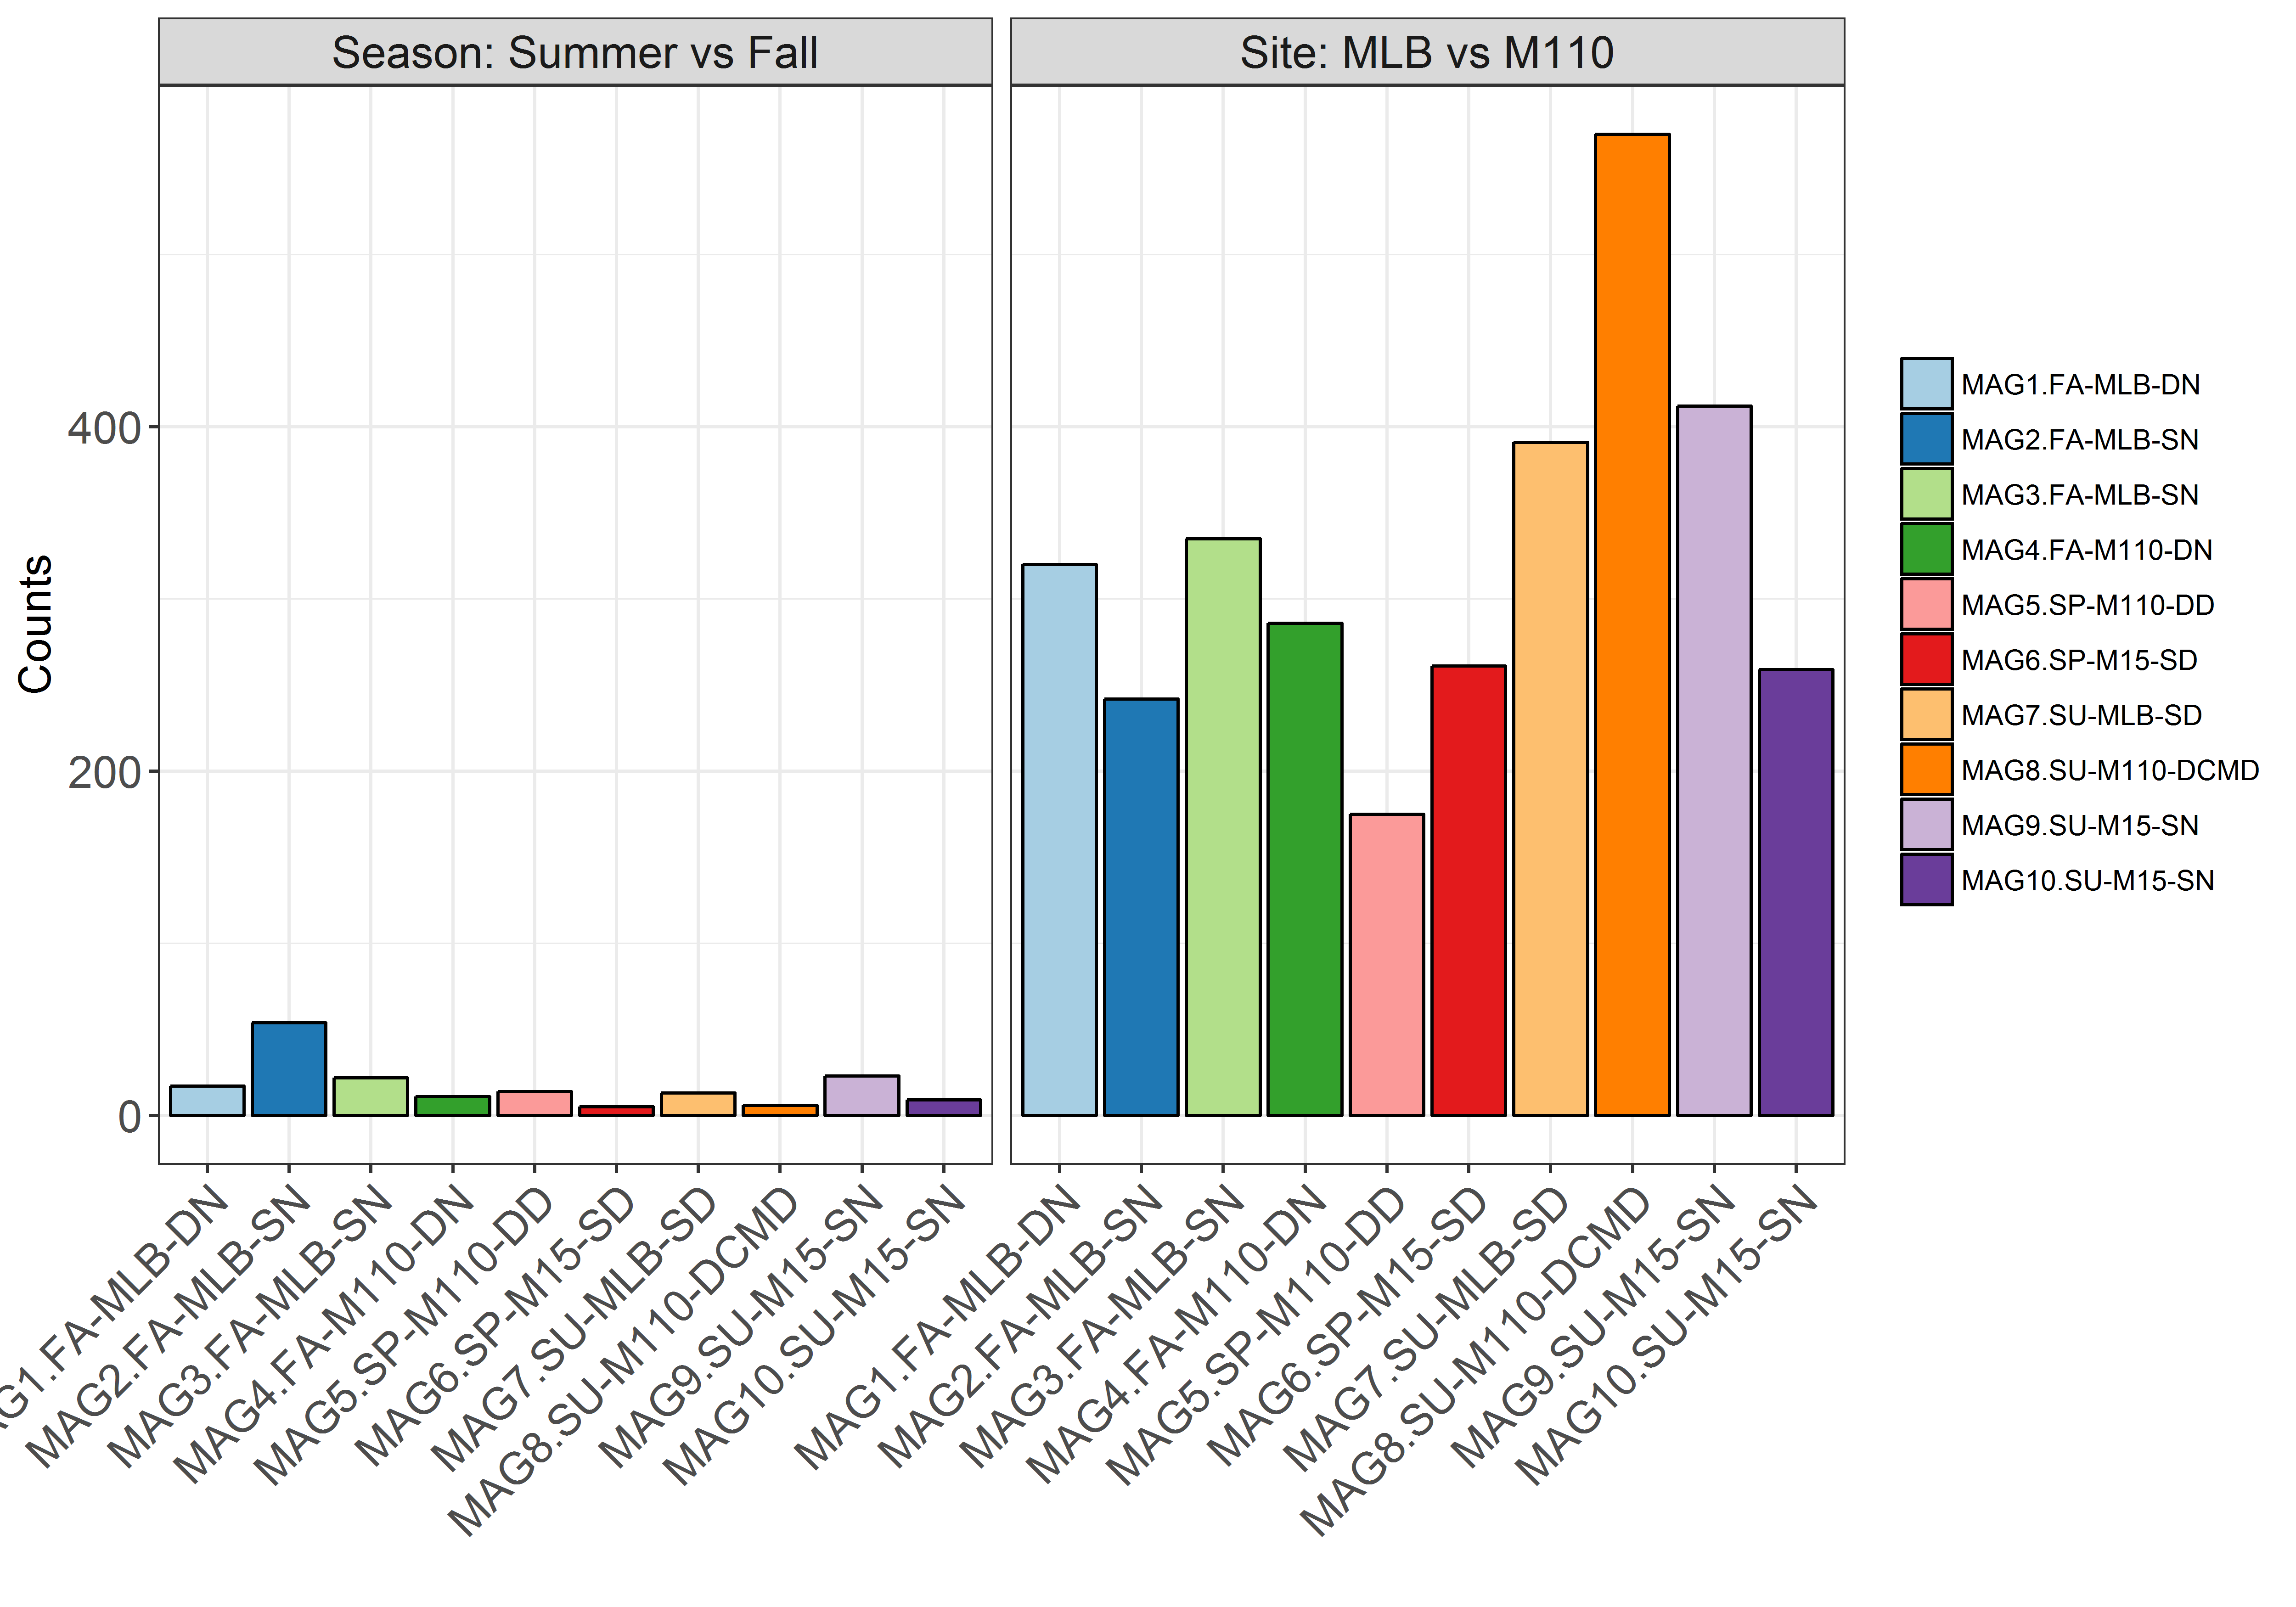 Season: Summer vs Fall
Site: MLB vs M110
Counts
400
200
0
MAG1.FA-MLB-DN
MAG2.FA-MLB-SN
MAG3.FA-MLB-SN
MAG4.FA-M110-DN
MAG5.SP-M110-DD
MAG6.SP-M15-SD
MAG7.SU-MLB-SD
MAG8.SU-M110-DCMD
MAG9.SU-M15-SN
MAG10.SU-M15-SN
G1.FA-MLB-DN
MAG2.FA-MLB-SN
MAG3.FA-MLB-SN
MAG4.FA-M110-DN
MAG5.SP-M110-DD
MAG6.SP-M15-SD
MAG7.SU-MLB-SD
MAG8.SU-M110-DCMD
MAG9.SU-M15-SN
MAG10.SU-M15-SN
MAG1.FA-MLB-DN
MAG2.FA-MLB-SN
MAG3.FA-MLB-SN
MAG4.FA-M110-DN
MAG5.SP-M110-DD
MAG6.SP-M15-SD
MAG7.SU-MLB-SD
MAG8.SU-M110-DCMD
MAG9.SU-M15-SN
MAG10.SU-M15-SN